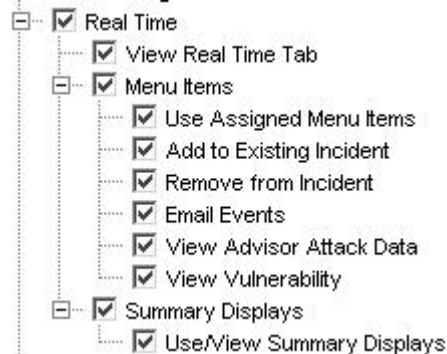 Real Time
View Real Time Tab
Menu Items
Use Assigned Menu Items
Add to Existing Incident
Remove from Incident
Email Events
View Advisor Attack Data
View Vulnerability
Summary Displays
Use/View Summary Displays